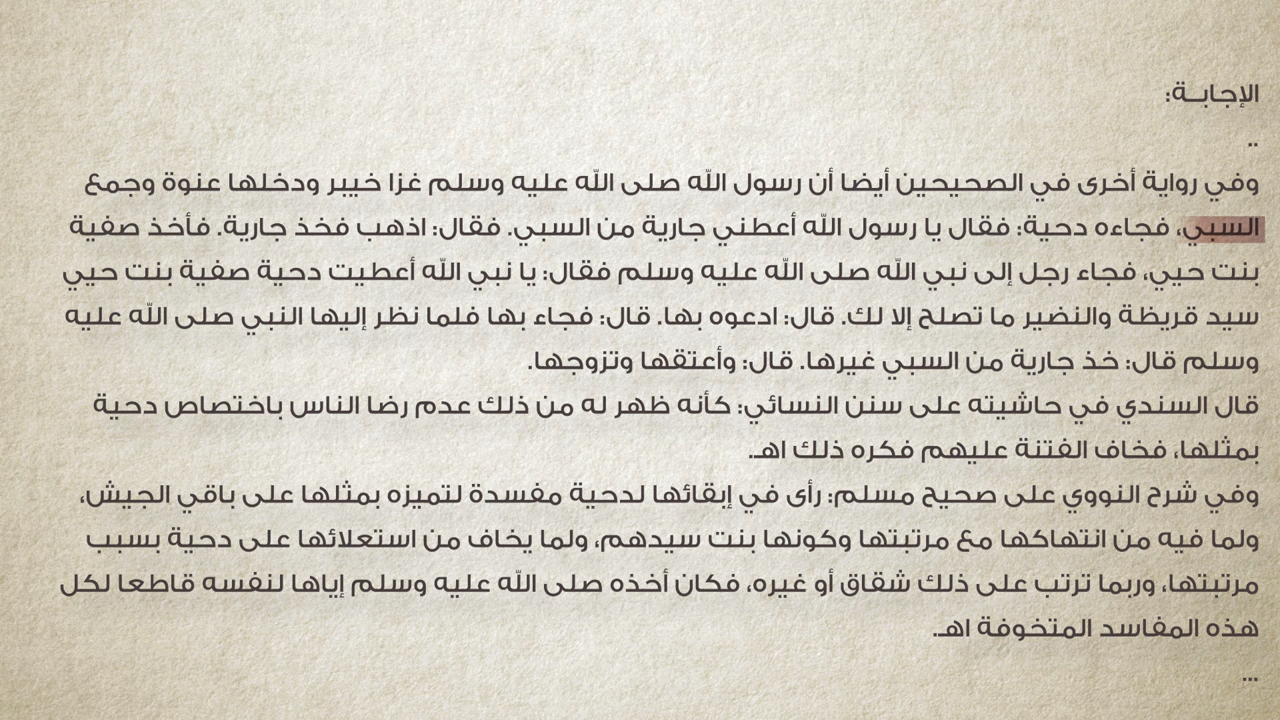 الإجابــة:
..
وفي رواية أخرى في الصحيحين أيضا أن رسول الله صلى الله عليه وسلم غزا خيبر ودخلها عنوة وجمع
السبي، فجاءه دحية: فقال يا رسول الله أعطني جارية من السبي. فقال: اذهب فخذ جارية. فأخذ صفية
بنت حيي، فجاء رجل إلى نبي الله صلى الله عليه وسلم فقال: يا نبي الله أعطيت دحية صفية بنت حيي
سيد قريظة والنضير ما تصلح إلا لك. قال: ادعوه بها. قال: فجاء بها فلما نظر إليها النبي صلى الله عليه
وسلم قال: خذ جارية من السبي غيرها. قال: وأعتقها وتزوجها.
قال السندي في حاشيته على سنن النسائي: كأنه ظهر له من ذلك عدم رضا الناس باختصاص دحية
بمثلها، فخاف الفتنة عليهم فكره ذلك اهـ.
وفي شرح النووي على صحيح مسلم: رأى في إبقائها لدحية مفسدة لتميزه بمثلها على باقي الجيش،
ولما فيه من انتهاكها مع مرتبتها وكونها بنت سيدهم، ولما يخاف من استعلائها على دحية بسبب
مرتبتها، وربما ترتب على ذلك شقاق أو غيره، فكان أخذه صلى الله عليه وسلم إياها لنفسه قاطعا لكل
هذه المفاسد المتخوفة اهـ.
...